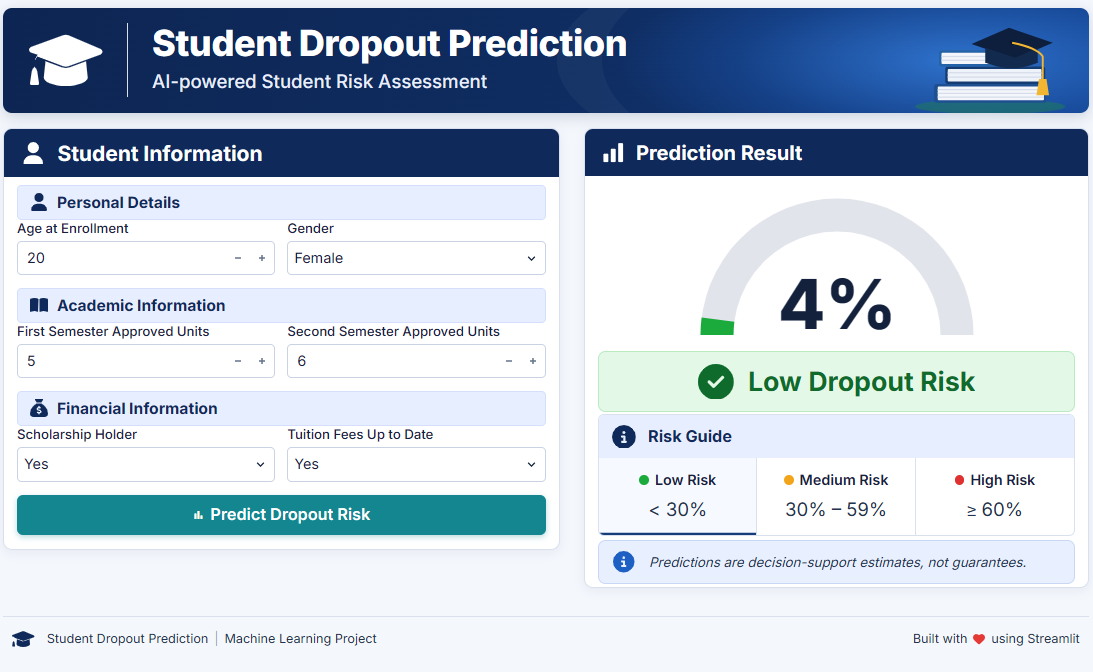 Student Dropout Prediction
AI-powered Student Risk Assessment
Student Information
Personal Details
Age at Enrollment
Gender
20 − +
Female
Academic Information
First Semester Approved Units
Second Semester Approved Units
5 − +
6 − +
Financial Information
Scholarship Holder
Tuition Fees Up to Date
Yes
Yes
Predict Dropout Risk
Prediction Result
4%
Low Dropout Risk
Risk Guide
Low Risk
< 30%
Medium Risk
30% – 59%
High Risk
≥ 60%
Predictions are decision-support estimates, not guarantees.
Student Dropout Prediction | Machine Learning Project
Built with ❤ using Streamlit